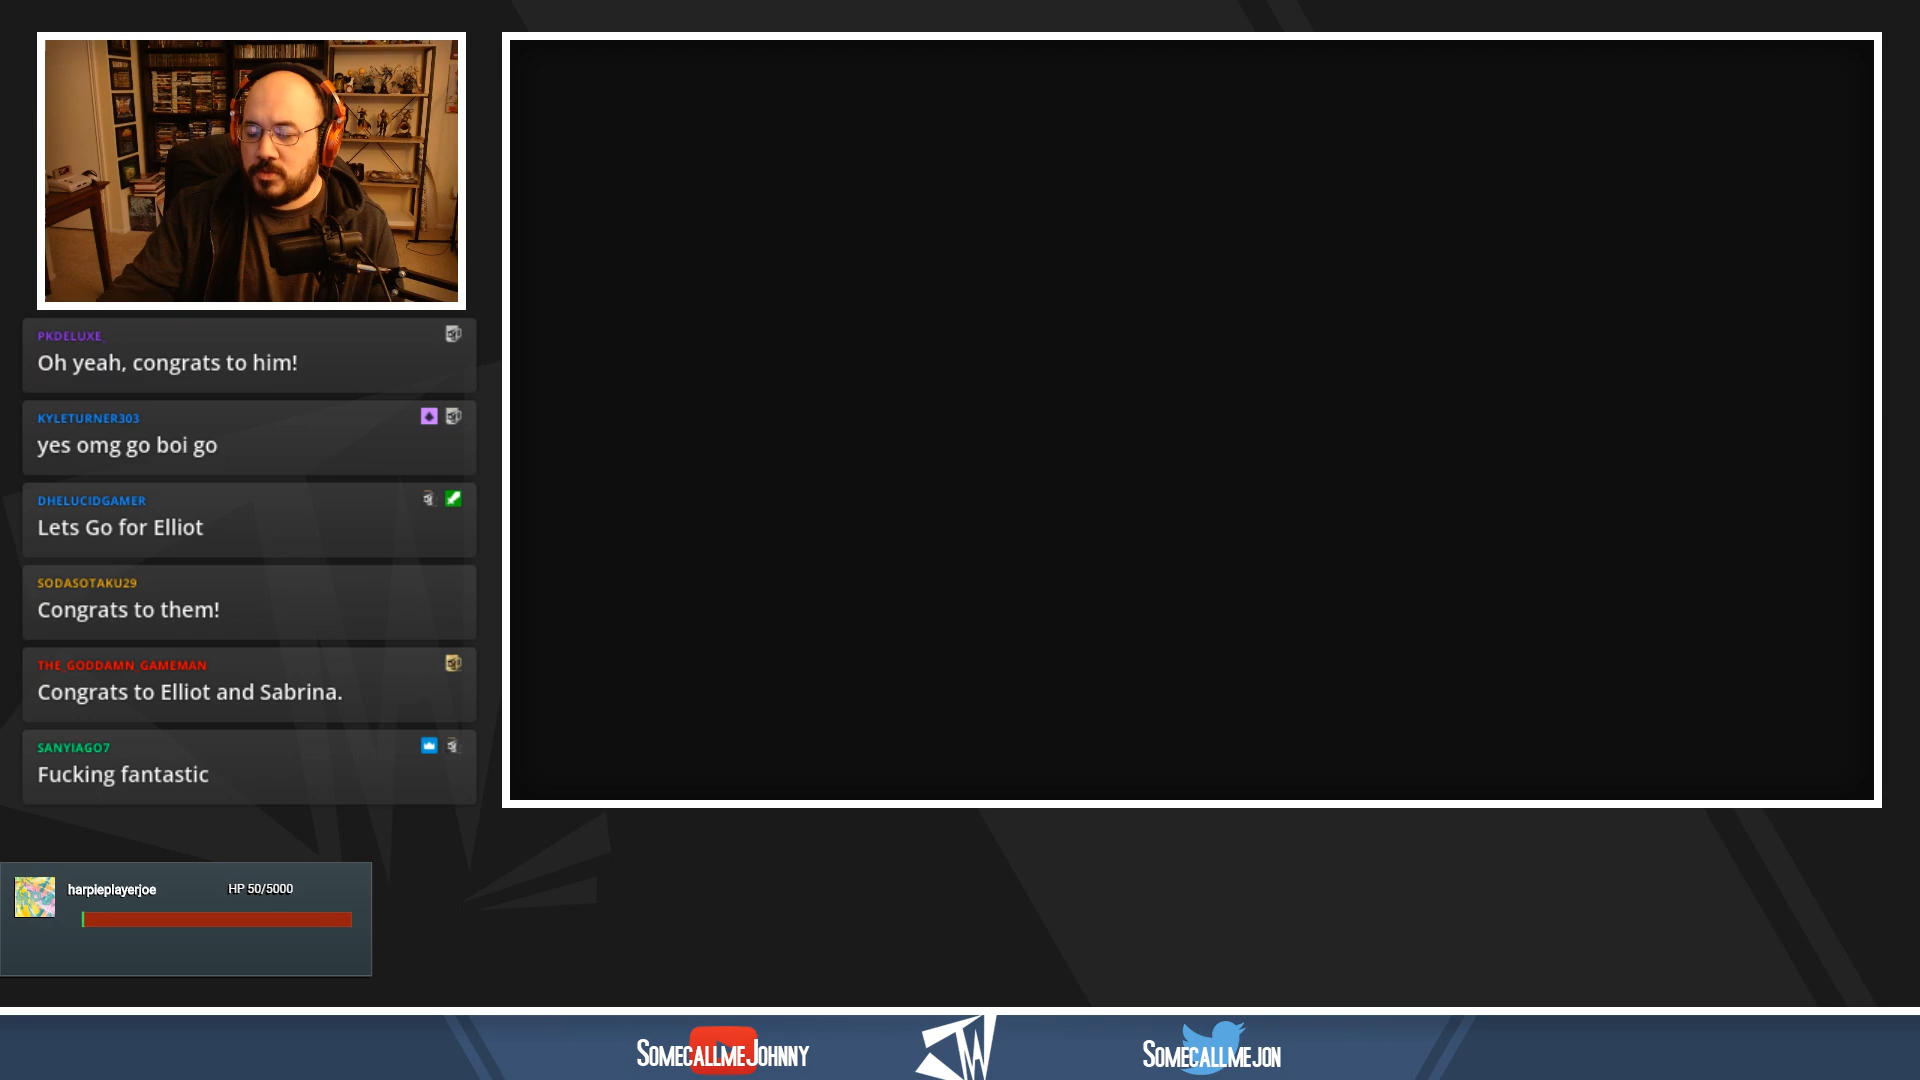 PKDELUXE_
Oh yeah, congrats to him!
KYLETURNER303
yes omg go boi go
DHELUCIDGAMER
Lets Go for Elliot
SODASOTAKU29
Congrats to them!
THE_GODDAMN_GAMEMAN
Congrats to Elliot and Sabrina.
SANYIAGO7
Fucking fantastic
harpieplayerjoe HP 50/5000
SOMECALLMEJOHNNY
SOMECALLMEJON